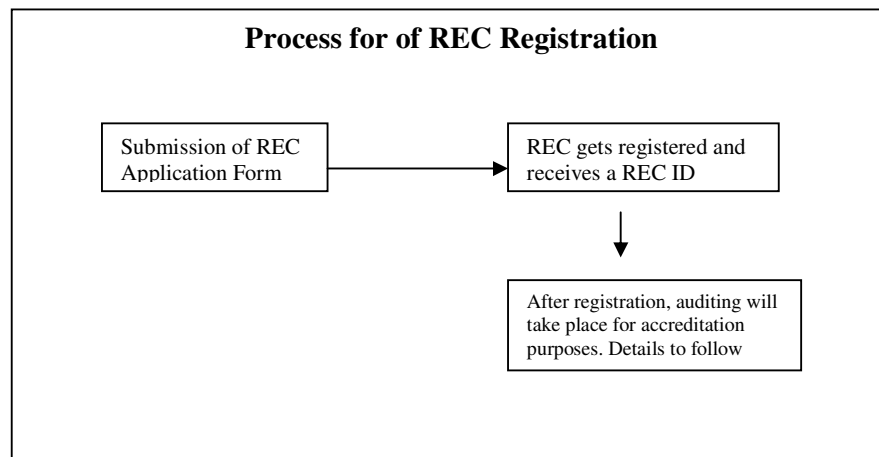 Process for of REC Registration
Submission of REC
Application Form
REC gets registered and
receives a REC ID
After registration, auditing will
take place for accreditation
purposes. Details to follow